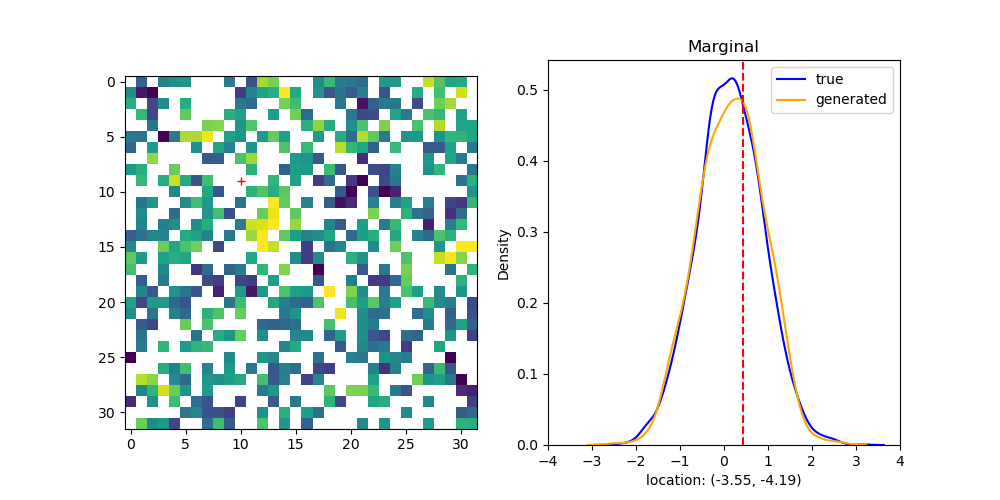 0
5
10
15
20
25
30
0 5 10 15 20 25 30
Marginal
true
generated
Density
0.5
0.4
0.3
0.2
0.1
0.0
−4 −3 −2 −1 0 1 2 3 4
location: (-3.55, -4.19)